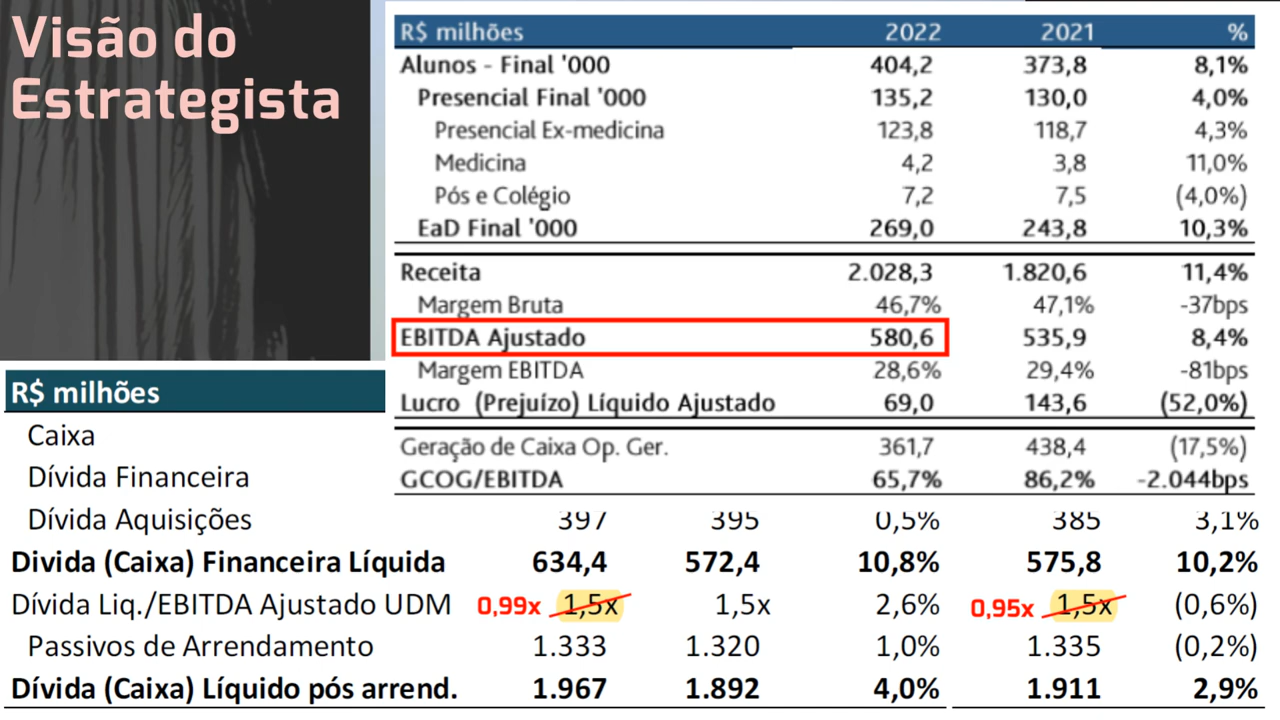 Visão do
Estrategista
R$ milhões 2022 2021 %
Alunos - Final '000 404,2 373,8 8,1%
Presencial Final '000 135,2 130,0 4,0%
Presencial Ex-medicina 123,8 118,7 4,3%
Medicina 4,2 3,8 11,0%
Pós e Colégio 7,2 7,5 (4,0%)
EaD Final '000 269,0 243,8 10,3%
Receita 2.028,3 1.820,6 11,4%
Margem Bruta 46,7% 47,1% -37bps
EBITDA Ajustado 580,6 535,9 8,4%
Margem EBITDA 28,6% 29,4% -81bps
Lucro (Prejuízo) Líquido Ajustado 69,0 143,6 (52,0%)
Geração de Caixa Op. Ger. 361,7 438,4 (17,5%)
GCOG/EBITDA 65,7% 86,2% -2.044bps
R$ milhões
Caixa
Dívida Financeira
Dívida Aquisições 397 395 0,5% 385 3,1%
Divida (Caixa) Financeira Líquida 634,4 572,4 10,8% 575,8 10,2%
Dívida Liq./EBITDA Ajustado UDM 0,99x 1,5x 1,5x 2,6% 0,95x 1,5x (0,6%)
Passivos de Arrendamento 1.333 1.320 1,0% 1.335 (0,2%)
Dívida (Caixa) Líquido pós arrend. 1.967 1.892 4,0% 1.911 2,9%